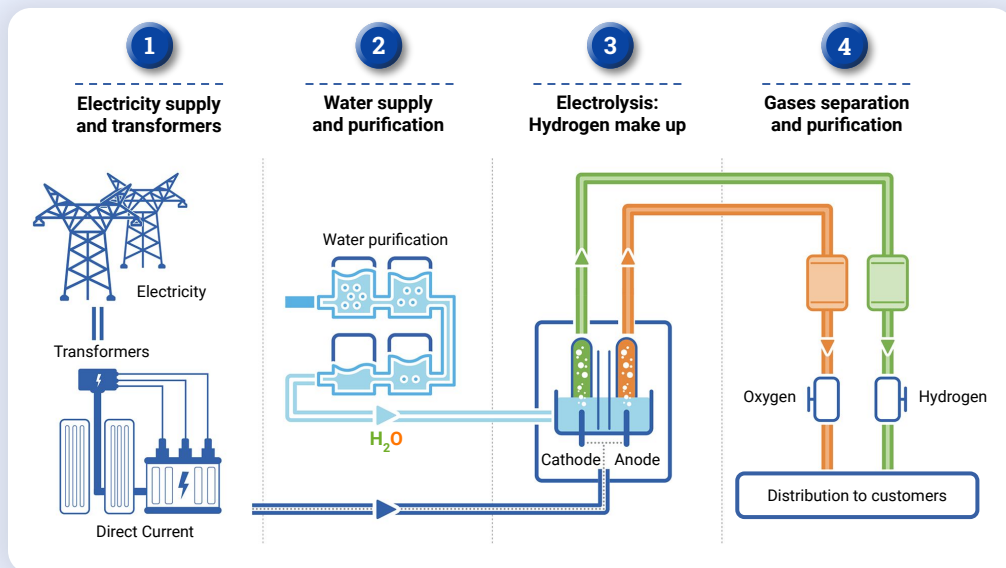 1
Electricity supply
and transformers
2
Water supply
and purification
3
Electrolysis:
Hydrogen make up
4
Gases separation
and purification
Electricity
Transformers
Direct Current
Water purification
H₂O
Cathode
Anode
Oxygen
Hydrogen
Distribution to customers